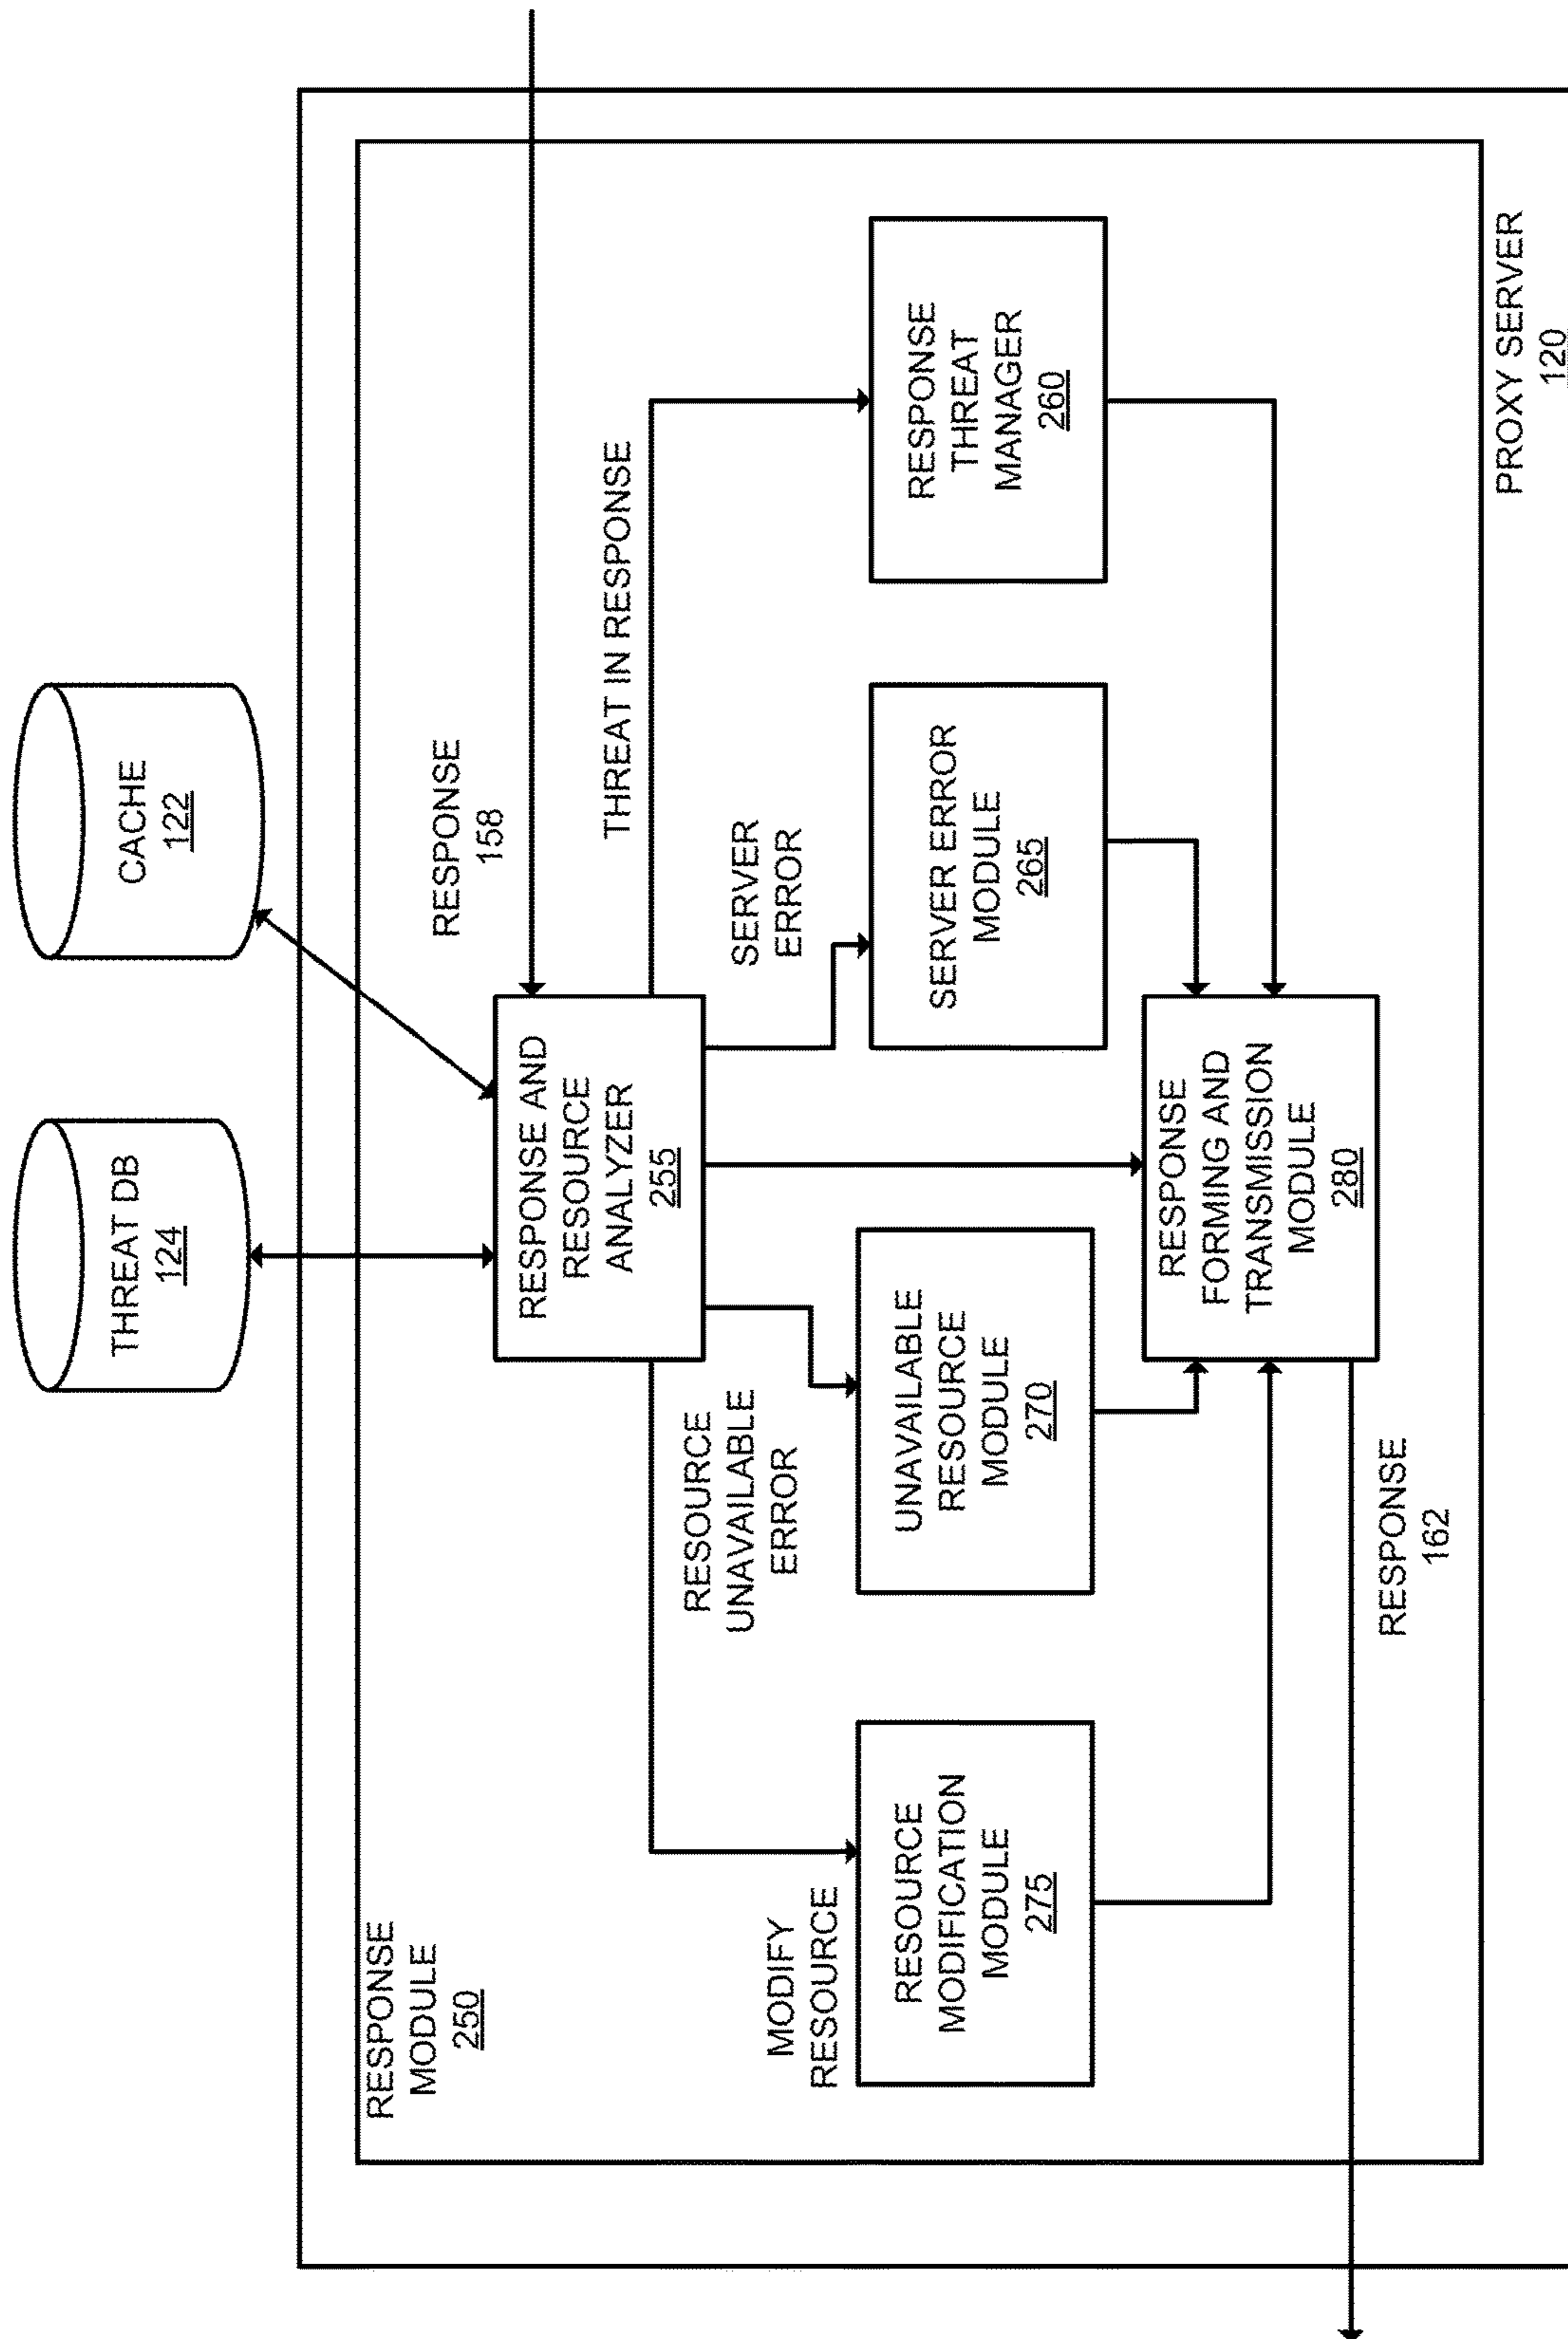 THREAT DB
124
CACHE
122
RESPONSE
MODULE
250
RESPONSE
158
RESPONSE AND
RESOURCE
ANALYZER
255
THREAT IN RESPONSE
MODIFY
RESOURCE
RESOURCE
UNAVAILABLE
ERROR
SERVER
ERROR
RESOURCE
MODIFICATION
MODULE
275
UNAVAILABLE
RESOURCE
MODULE
270
SERVER ERROR
MODULE
265
RESPONSE
THREAT
MANAGER
260
RESPONSE
FORMING AND
TRANSMISSION
MODULE
280
RESPONSE
162
PROXY SERVER
120